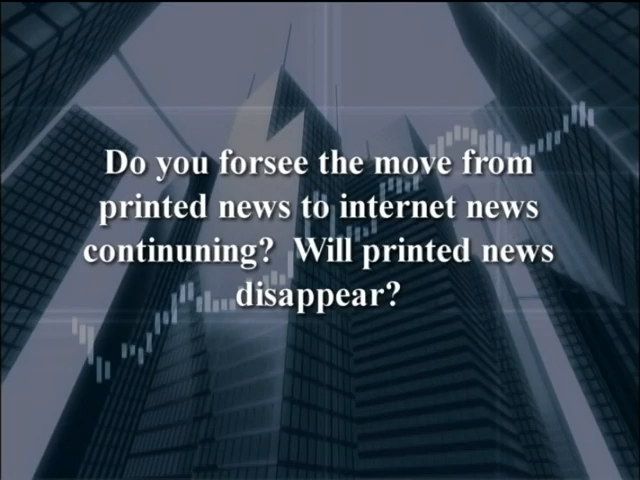 Do you forsee the move from
printed news to internet news
continuning?  Will printed news
disappear?